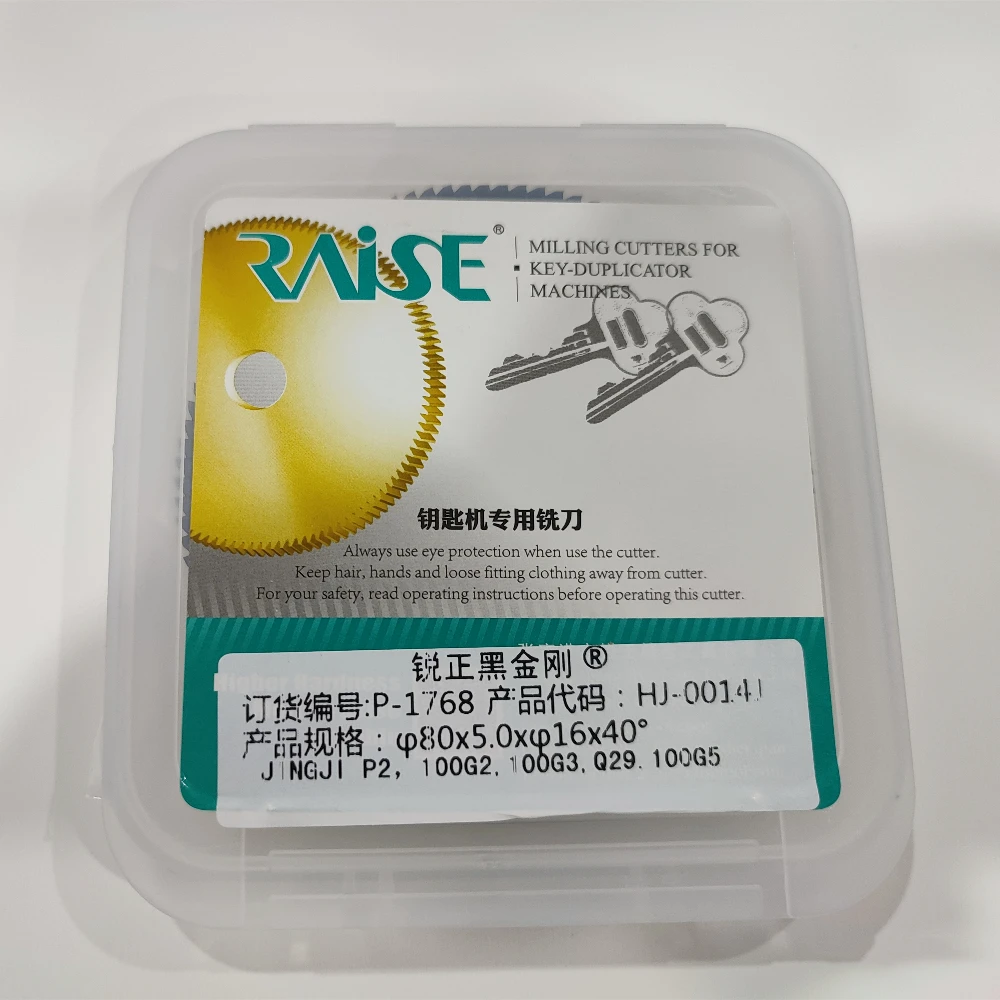 RAISE®
MILLING CUTTERS FOR
KEY-DUPLICATOR
MACHINES
钥匙机专用铣刀
Always use eye protection when use the cutter.
Keep hair, hands and loose fitting clothing away from cutter.
For your safety, read operating instructions before operating this cutter.
Higher Hardness
锐正黑金刚®
订货编号:P-1768 产品代码：HJ-0014J
产品规格：φ80x5.0xφ16x40°
JINGJI P2, 100G2, 100G3, Q29. 100G5